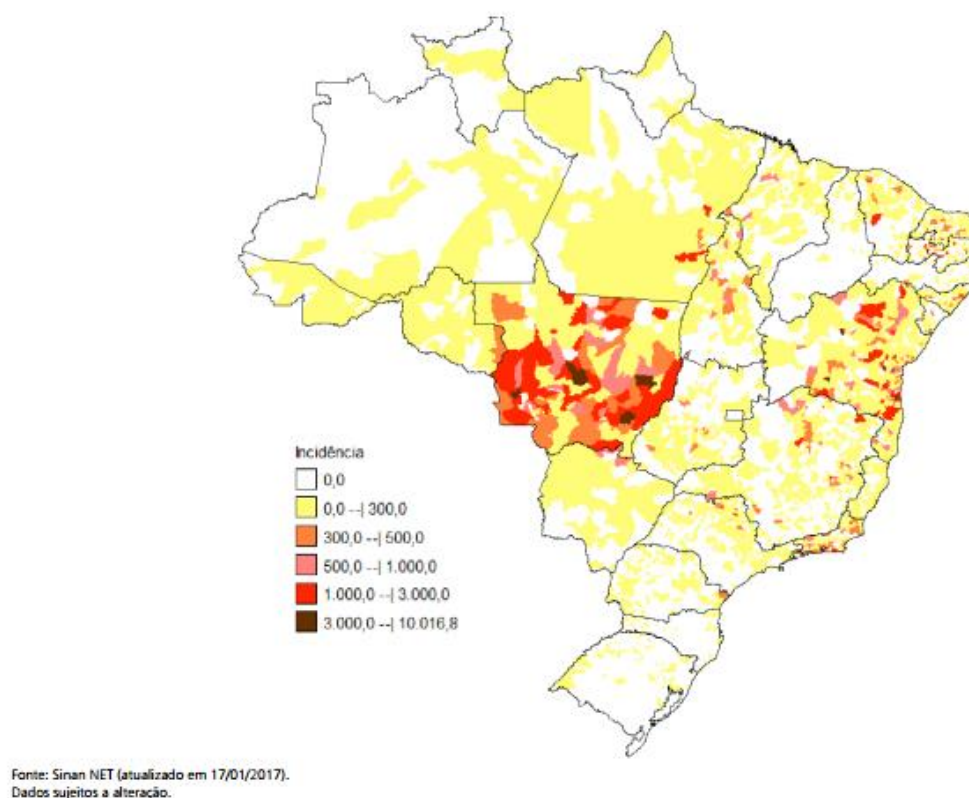 Incidência
0,0
0,0 --| 300,0
300,0 --| 500,0
500,0 --| 1.000,0
1.000,0 --| 3.000,0
3.000,0 --| 10.016,8
Fonte: Sinan NET (atualizado em 17/01/2017).
Dados sujeitos a alteração.